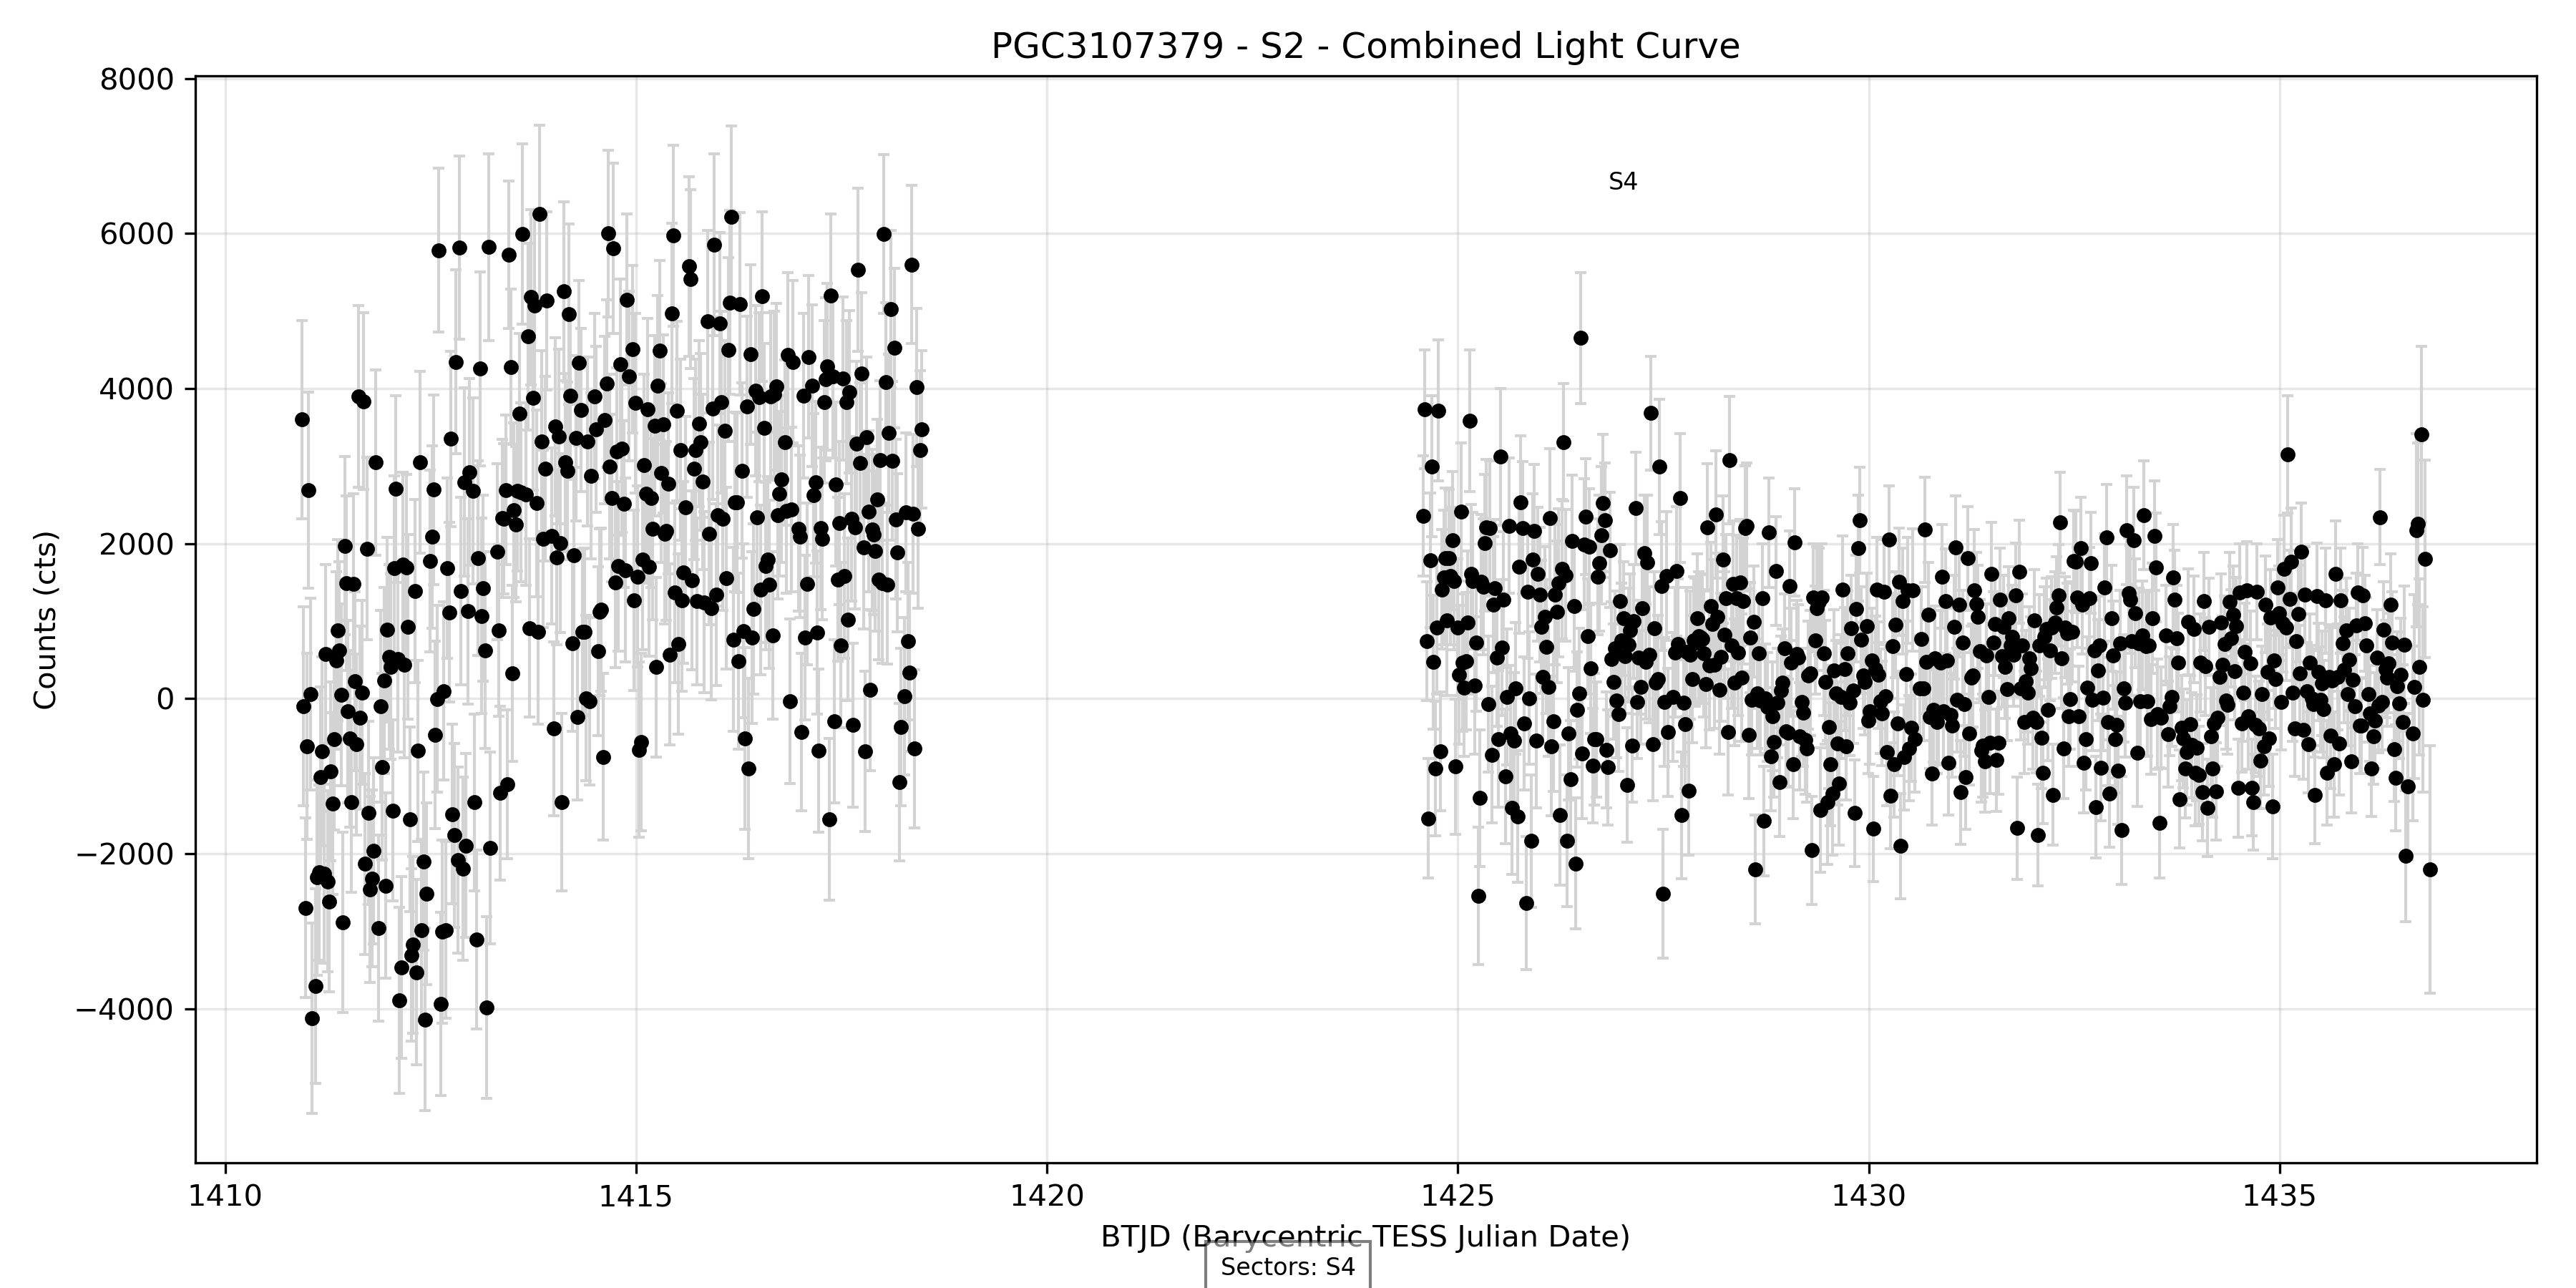 PGC3107379 - S2 - Combined Light Curve
8000
6000
4000
2000
0
−2000
−4000
Counts (cts)
S4
1410
1415
1420
1425
1430
1435
BTJD (Barycentric TESS Julian Date)
Sectors: S4